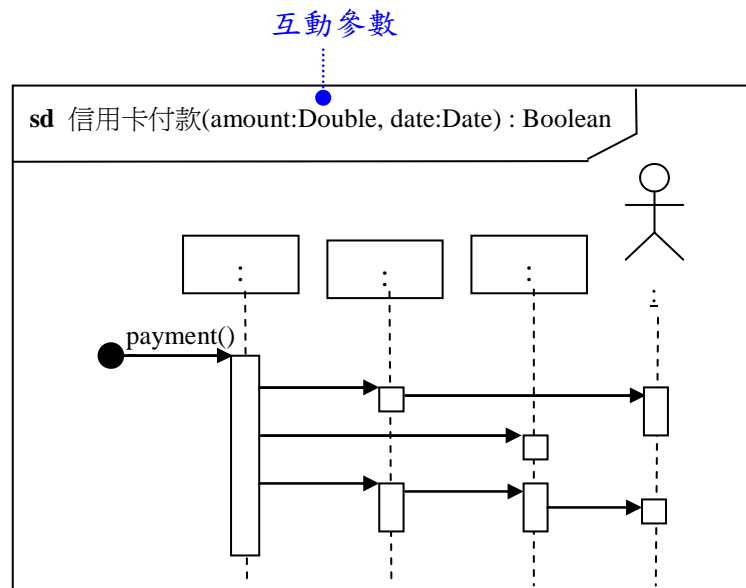 互動參數
sd 信用卡付款(amount:Double, date:Date) : Boolean
: : :
:
payment()